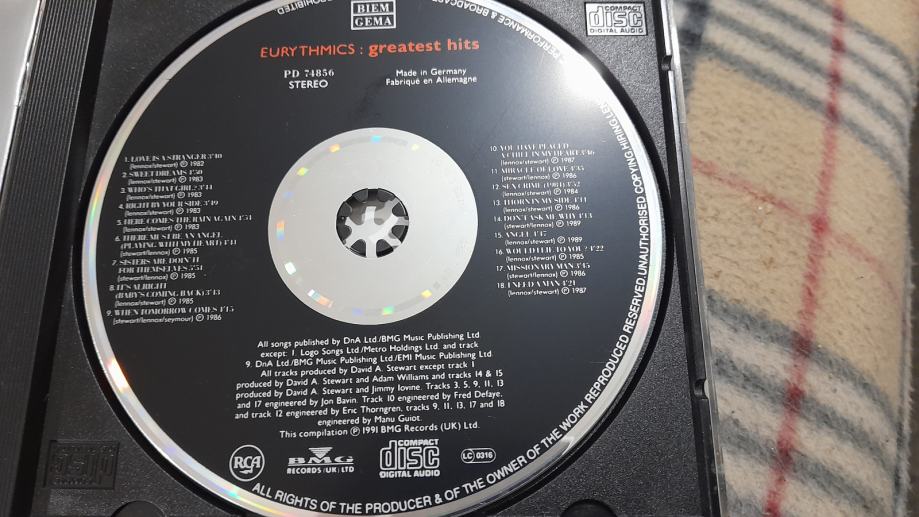 BIEM
GEMA
EURYTHMICS : greatest hits
PD 74856
STEREO
Made in Germany
Fabriqué en Allemagne
COMPACT
disc
DIGITAL AUDIO
1. LOVE IS A STRANGER 3'40
(lennox/stewart) ℗ 1982
2. SWEET DREAMS 4'50
(lennox/stewart) ℗ 1983
3. WHO'S THAT GIRL? 3'44
(lennox/stewart) ℗ 1983
4. RIGHT BY YOUR SIDE 3'49
(lennox/stewart) ℗ 1983
5. HERE COMES THE RAIN AGAIN 4'51
(lennox/stewart) ℗ 1983
6. THERE MUST BE AN ANGEL
(PLAYING WITH MY HEART) 4'41
(lennox/stewart) ℗ 1985
7. SISTERS ARE DOIN' IT
FOR THEMSELVES 5'51
(stewart/lennox) ℗ 1985
8. IT'S ALRIGHT
(BABY'S COMING BACK) 3'43
(lennox/stewart) ℗ 1985
9. WHEN TOMORROW COMES 4'15
(stewart/lennox/seymour) ℗ 1986
10. YOU HAVE PLACED
A CHILL IN MY HEART 3'46
(lennox/stewart) ℗ 1987
11. MIRACLE OF LOVE 4'35
(stewart/lennox) ℗ 1986
12. SEX CRIME (1984) 3'52
(stewart/lennox) ℗ 1984
13. THORN IN MY SIDE 4'11
(stewart/lennox) ℗ 1986
14. DON'T ASK ME WHY 4'13
(lennox/stewart) ℗ 1989
15. ANGEL 4'47
(lennox/stewart) ℗ 1989
16. WOULD I LIE TO YOU? 4'22
(lennox/stewart) ℗ 1985
17. MISSIONARY MAN 3'45
(lennox/stewart) ℗ 1986
18. I NEED A MAN 4'21
(lennox/stewart) ℗ 1987
All songs published by DnA Ltd/BMG Music Publishing Ltd
except: 1. Logo Songs Ltd/Metro Holdings Ltd. and track
9. DnA Ltd./BMG Music Publishing Ltd/EMI Music Publishing Ltd.
All tracks produced by David A. Stewart except track 1
produced by David A. Stewart and Adam Williams and tracks 14 & 15
produced by David A. Stewart and Jimmy Iovine. Tracks 3, 5, 9, 11, 13
and 17 engineered by Jon Bavin. Track 10 engineered by Fred Defaye.
and track 12 engineered by Eric Thorngren, tracks 9, 11, 13, 17 and 18
engineered by Manu Guiot.
This compilation ℗ 1991 BMG Records (UK) Ltd.
RCA
BMG
RECORDS (UK) LTD
COMPACT
disc
DIGITAL AUDIO
LC 0316
ALL RIGHTS OF THE PRODUCER & OF THE OWNER OF THE WORK REPRODUCED RESERVED. UNAUTHORISED COPYING HIRING
PERFORMANCE & BROADCAS
PROHIBITED